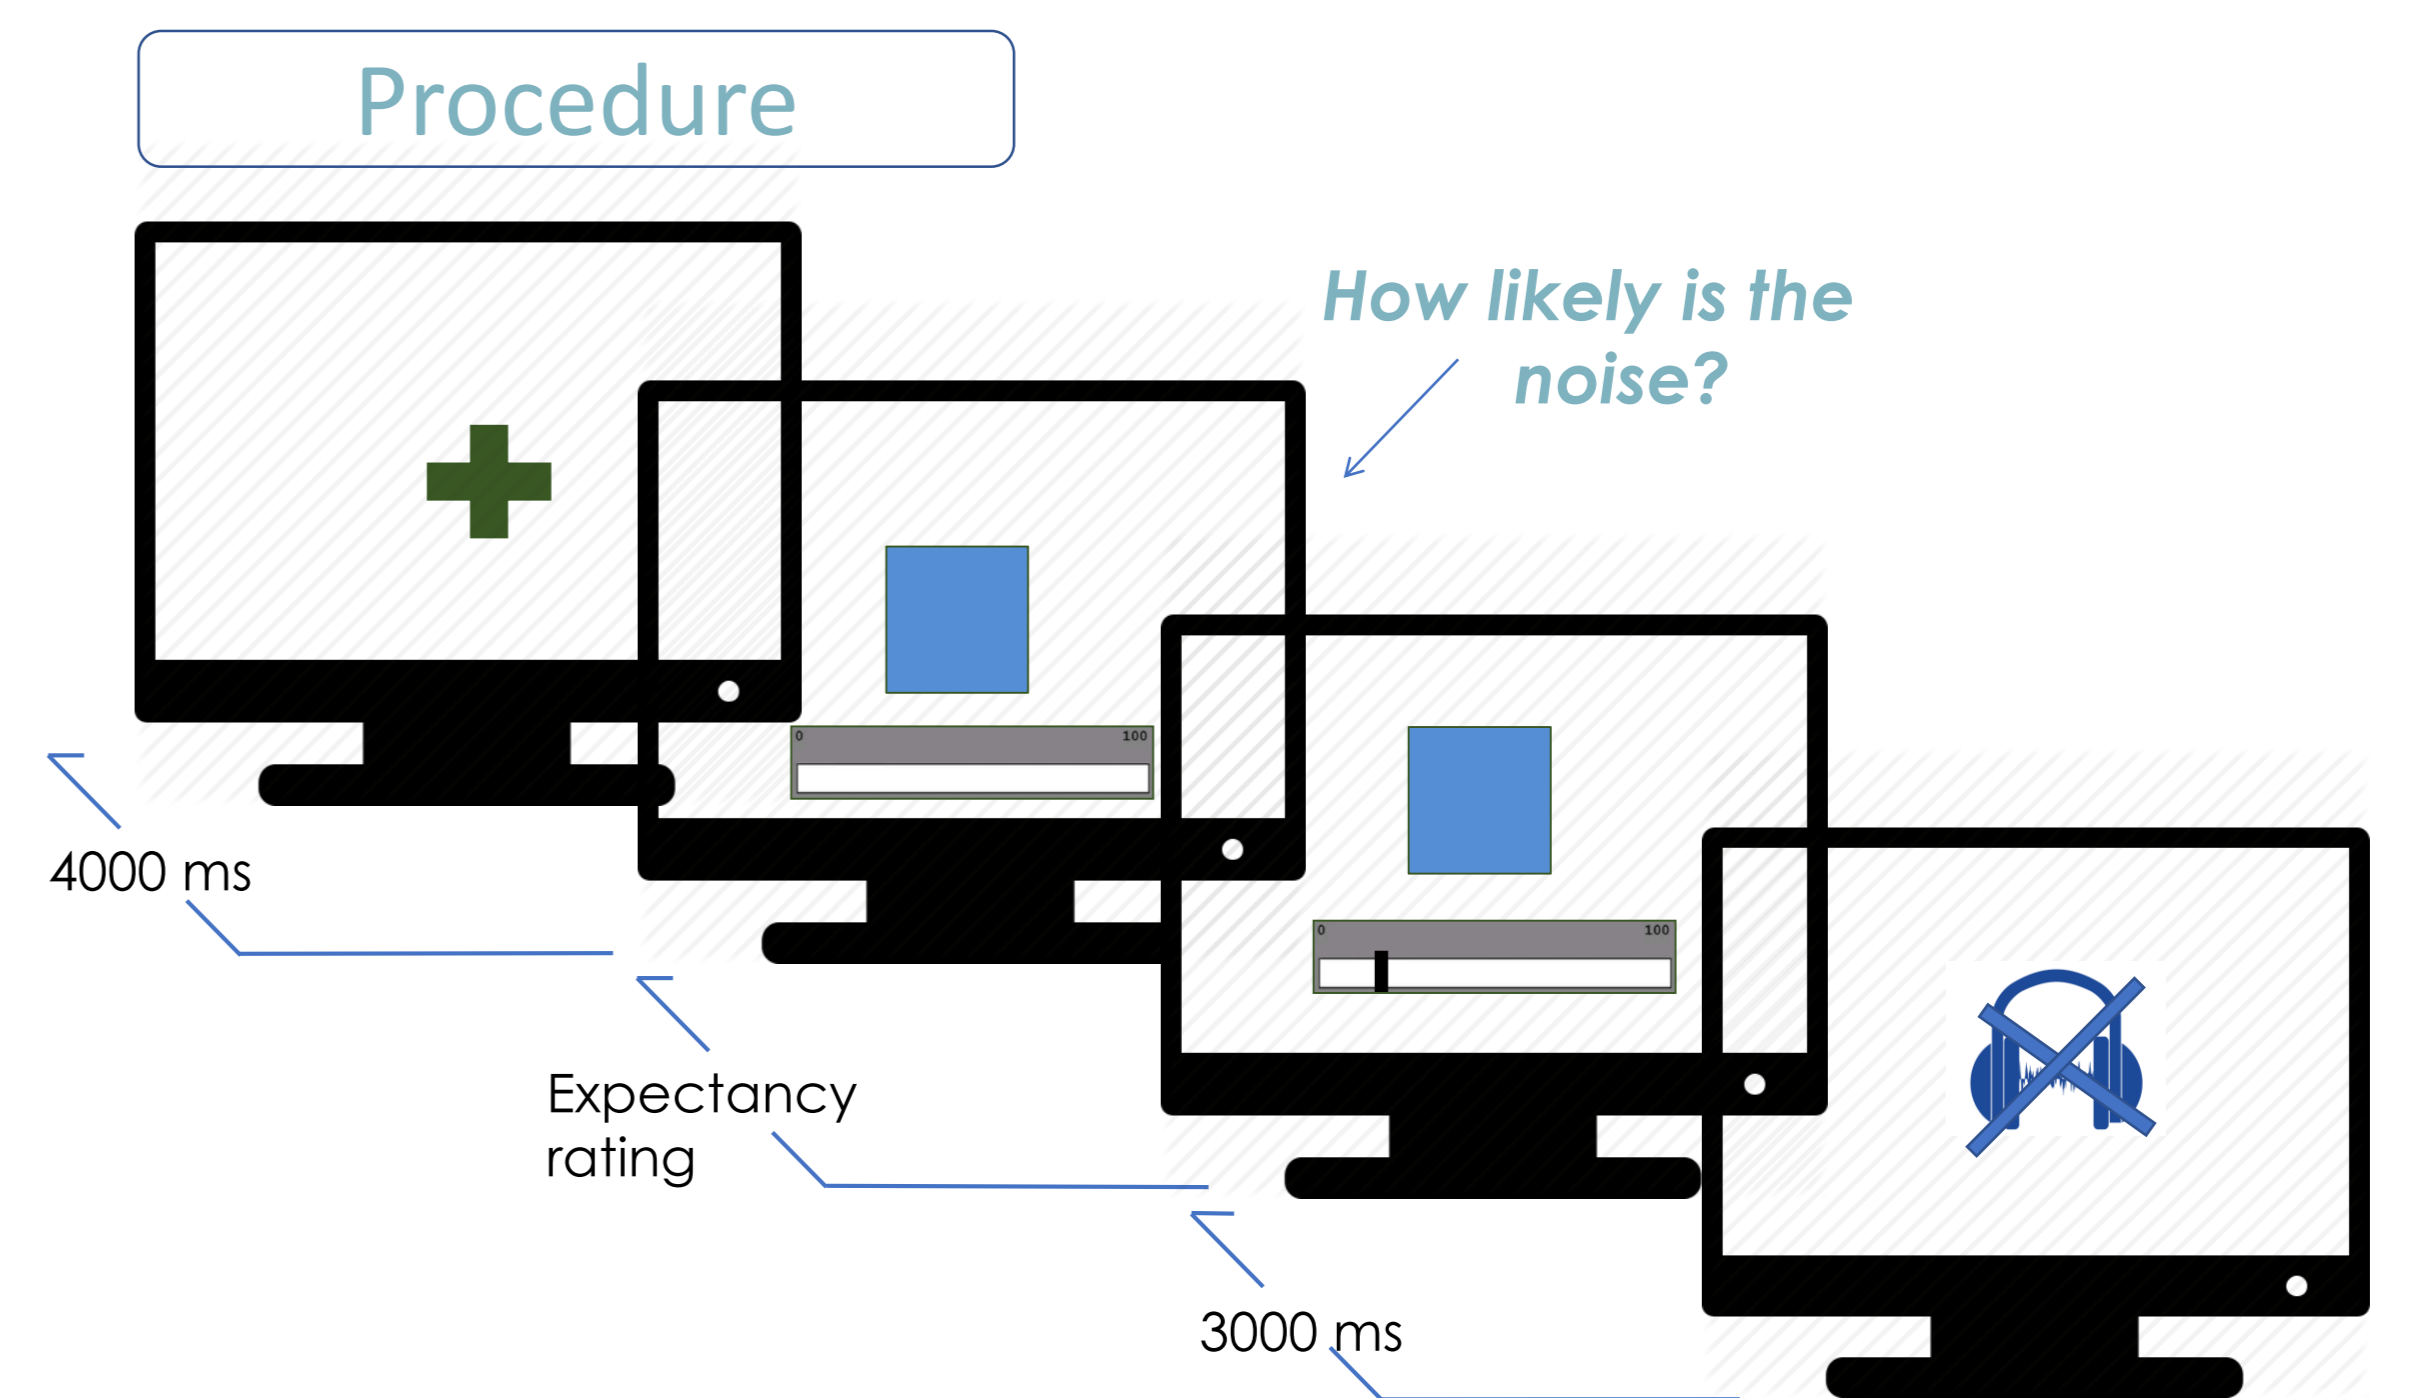 Procedure
How likely is the
noise?
0 100
0 100
4000 ms
Expectancy
rating
3000 ms